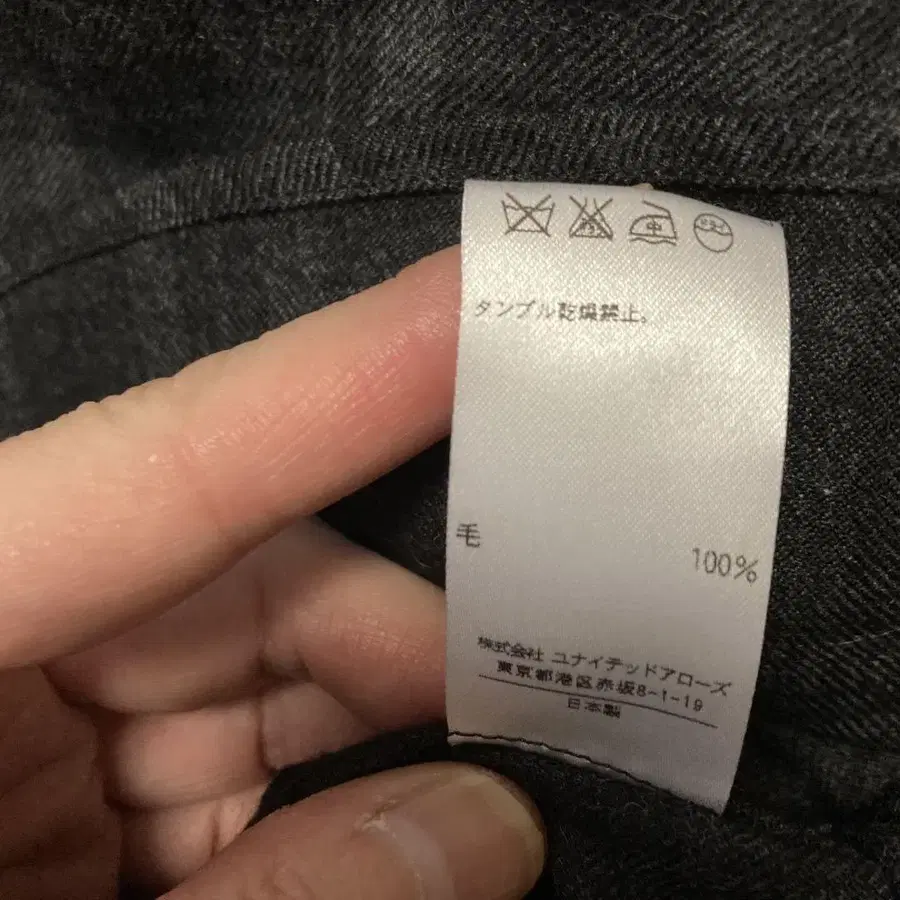 中
タンブル乾燥禁止。
毛 100%
株式会社 ユナイテッドアローズ
東京都港区赤坂8-1-19
日本製